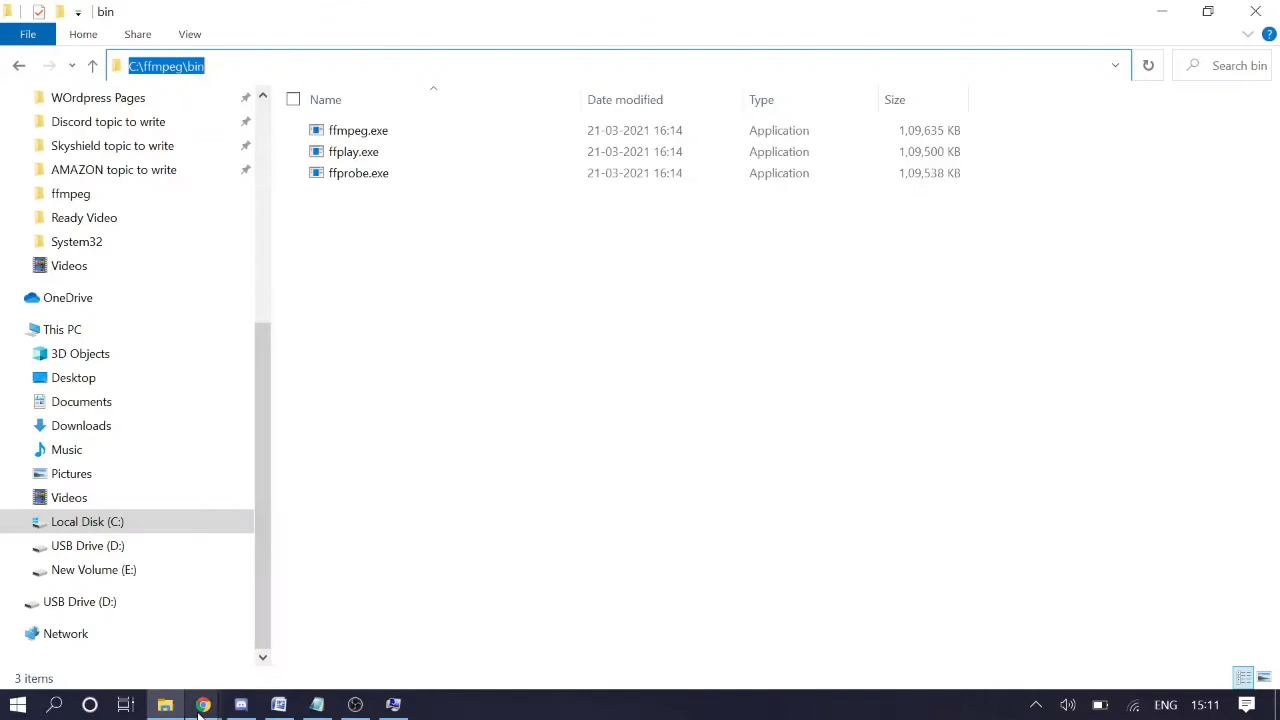 bin
File Home Share View
C:\ffmpeg\bin
Search bin
WOrdpress Pages
Discord topic to write
Skyshield topic to write
AMAZON topic to write
ffmpeg
Ready Video
System32
Videos
OneDrive
This PC
3D Objects
Desktop
Documents
Downloads
Music
Pictures
Videos
Local Disk (C:)
USB Drive (D:)
New Volume (E:)
USB Drive (D:)
Network
Name Date modified Type Size
ffmpeg.exe 21-03-2021 16:14 Application 1,09,635 KB
ffplay.exe 21-03-2021 16:14 Application 1,09,500 KB
ffprobe.exe 21-03-2021 16:14 Application 1,09,538 KB
3 items
ENG 15:11